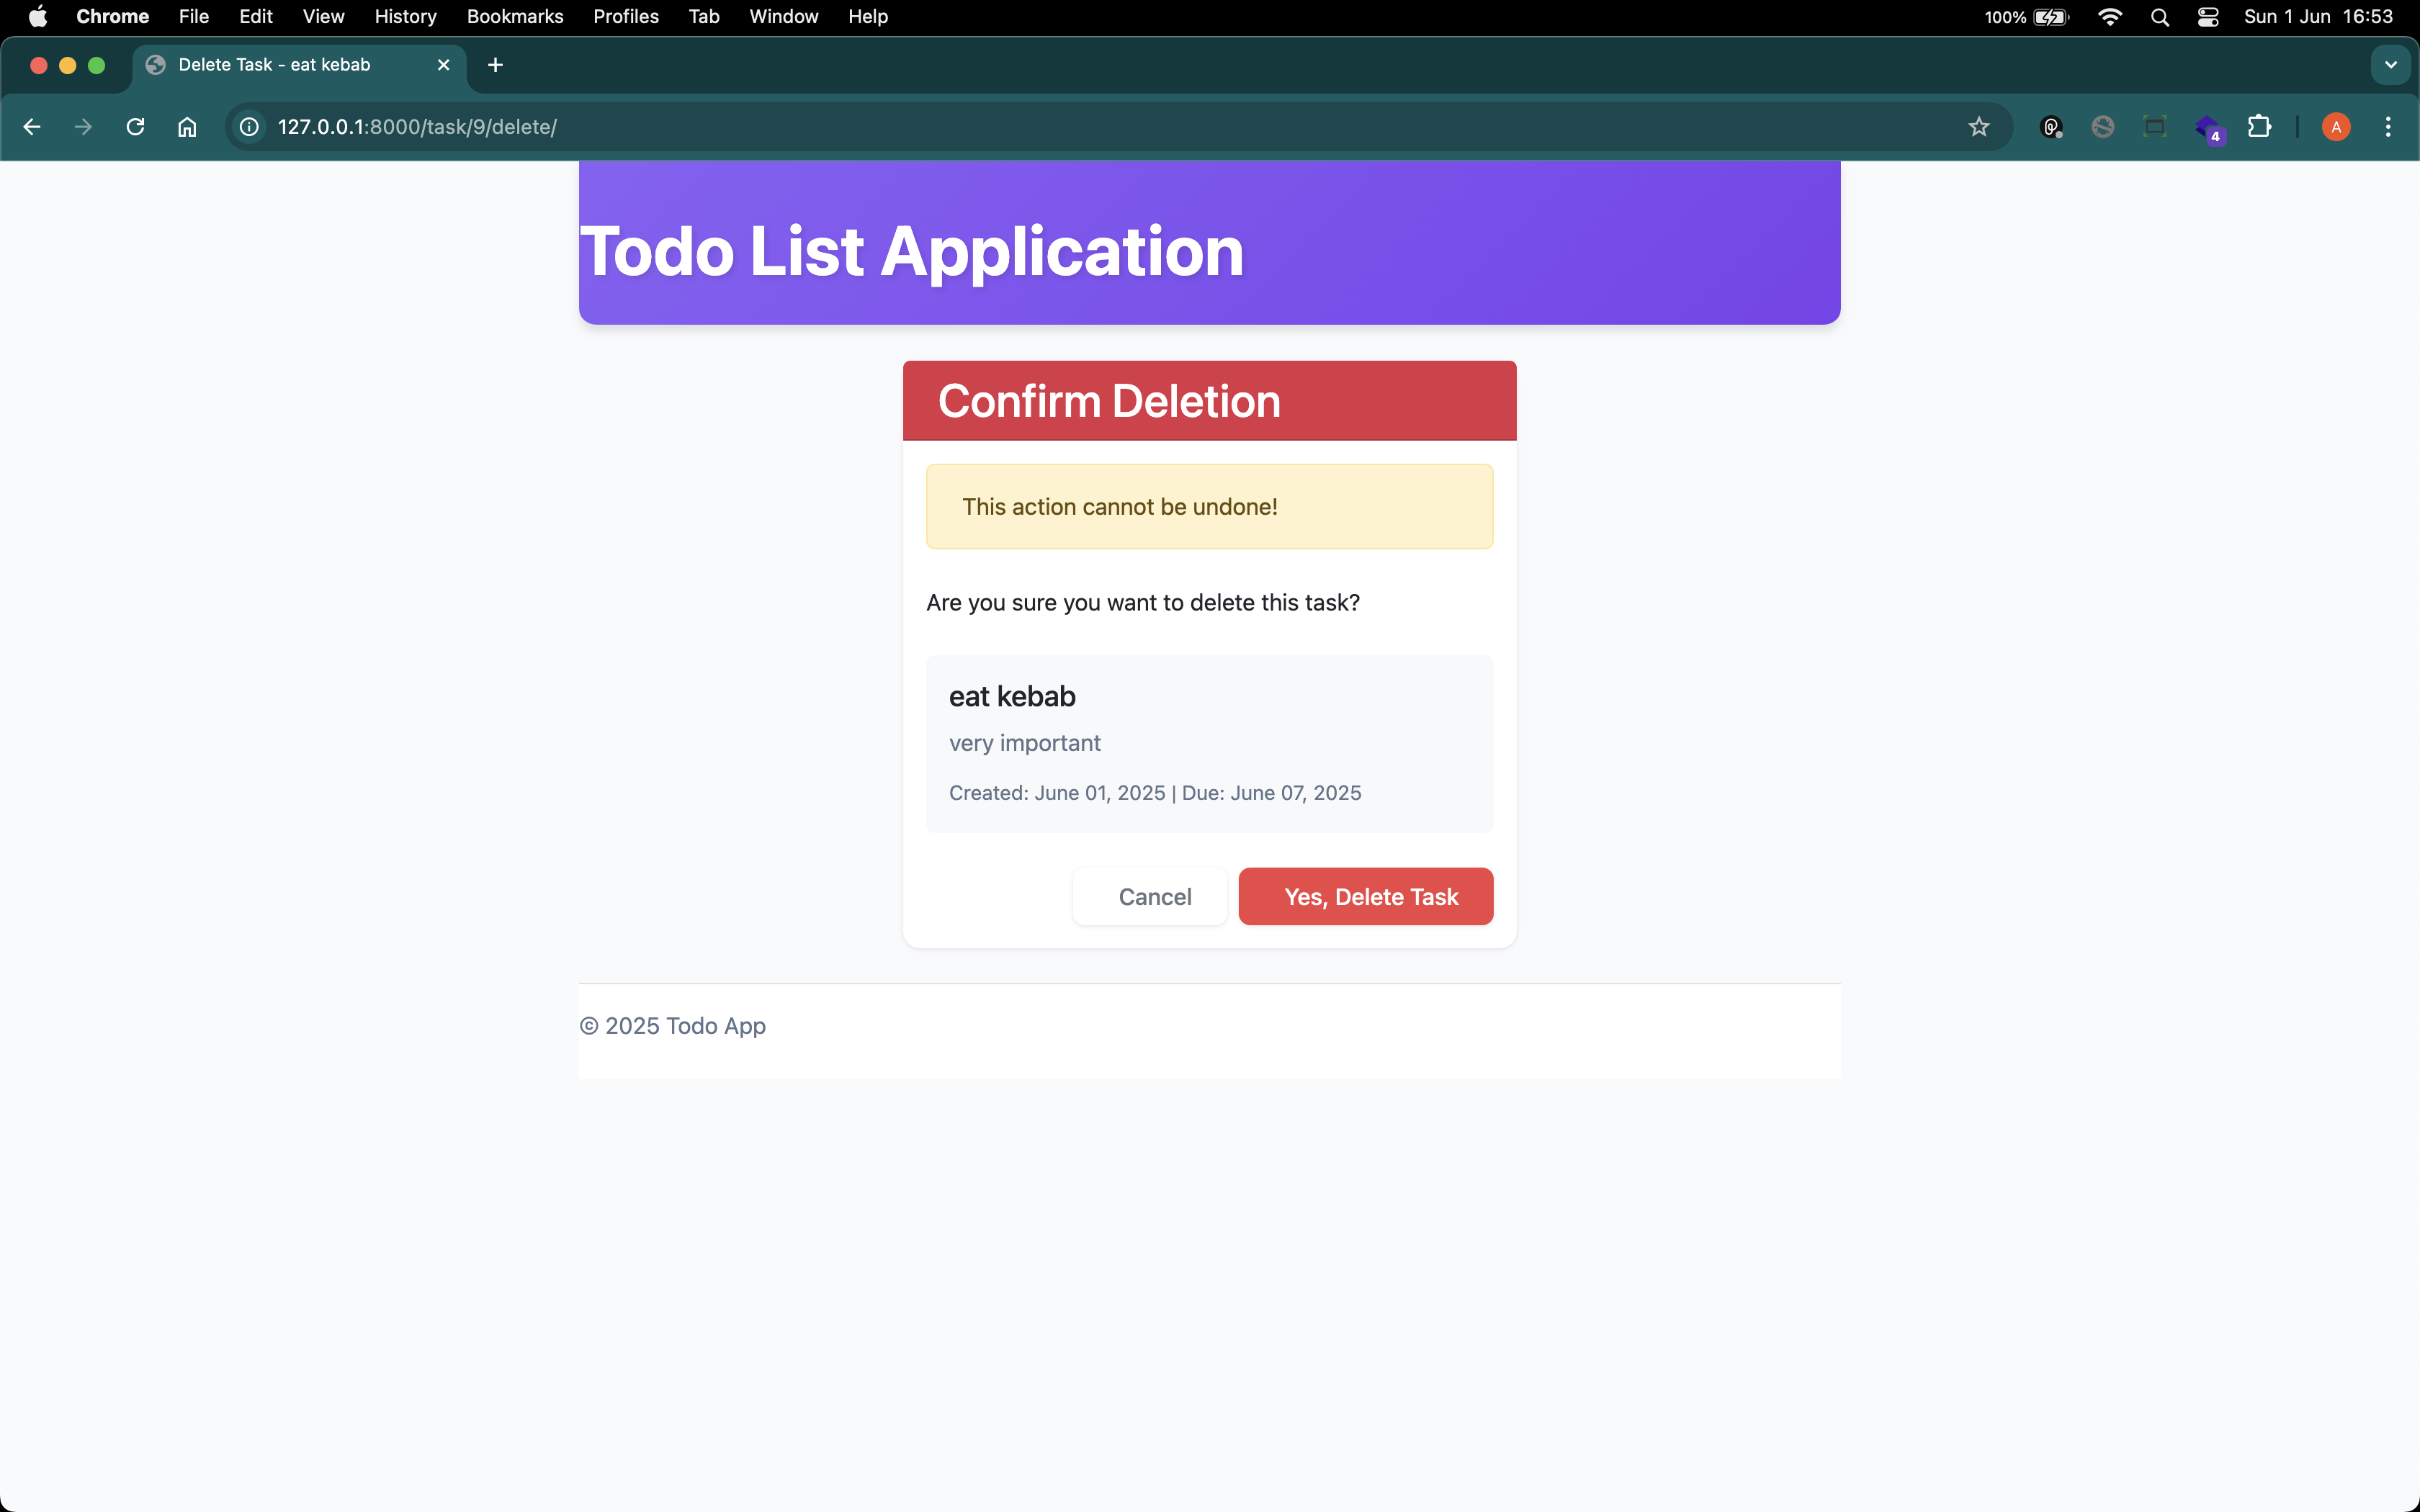 Chrome File Edit View History Bookmarks Profiles Tab Window Help 100% Sun 1 Jun 16:53
Delete Task - eat kebab
127.0.0.1:8000/task/9/delete/ 4 A
Todo List Application
Confirm Deletion
This action cannot be undone!
Are you sure you want to delete this task?
eat kebab
very important
Created: June 01, 2025 | Due: June 07, 2025
Cancel Yes, Delete Task
© 2025 Todo App